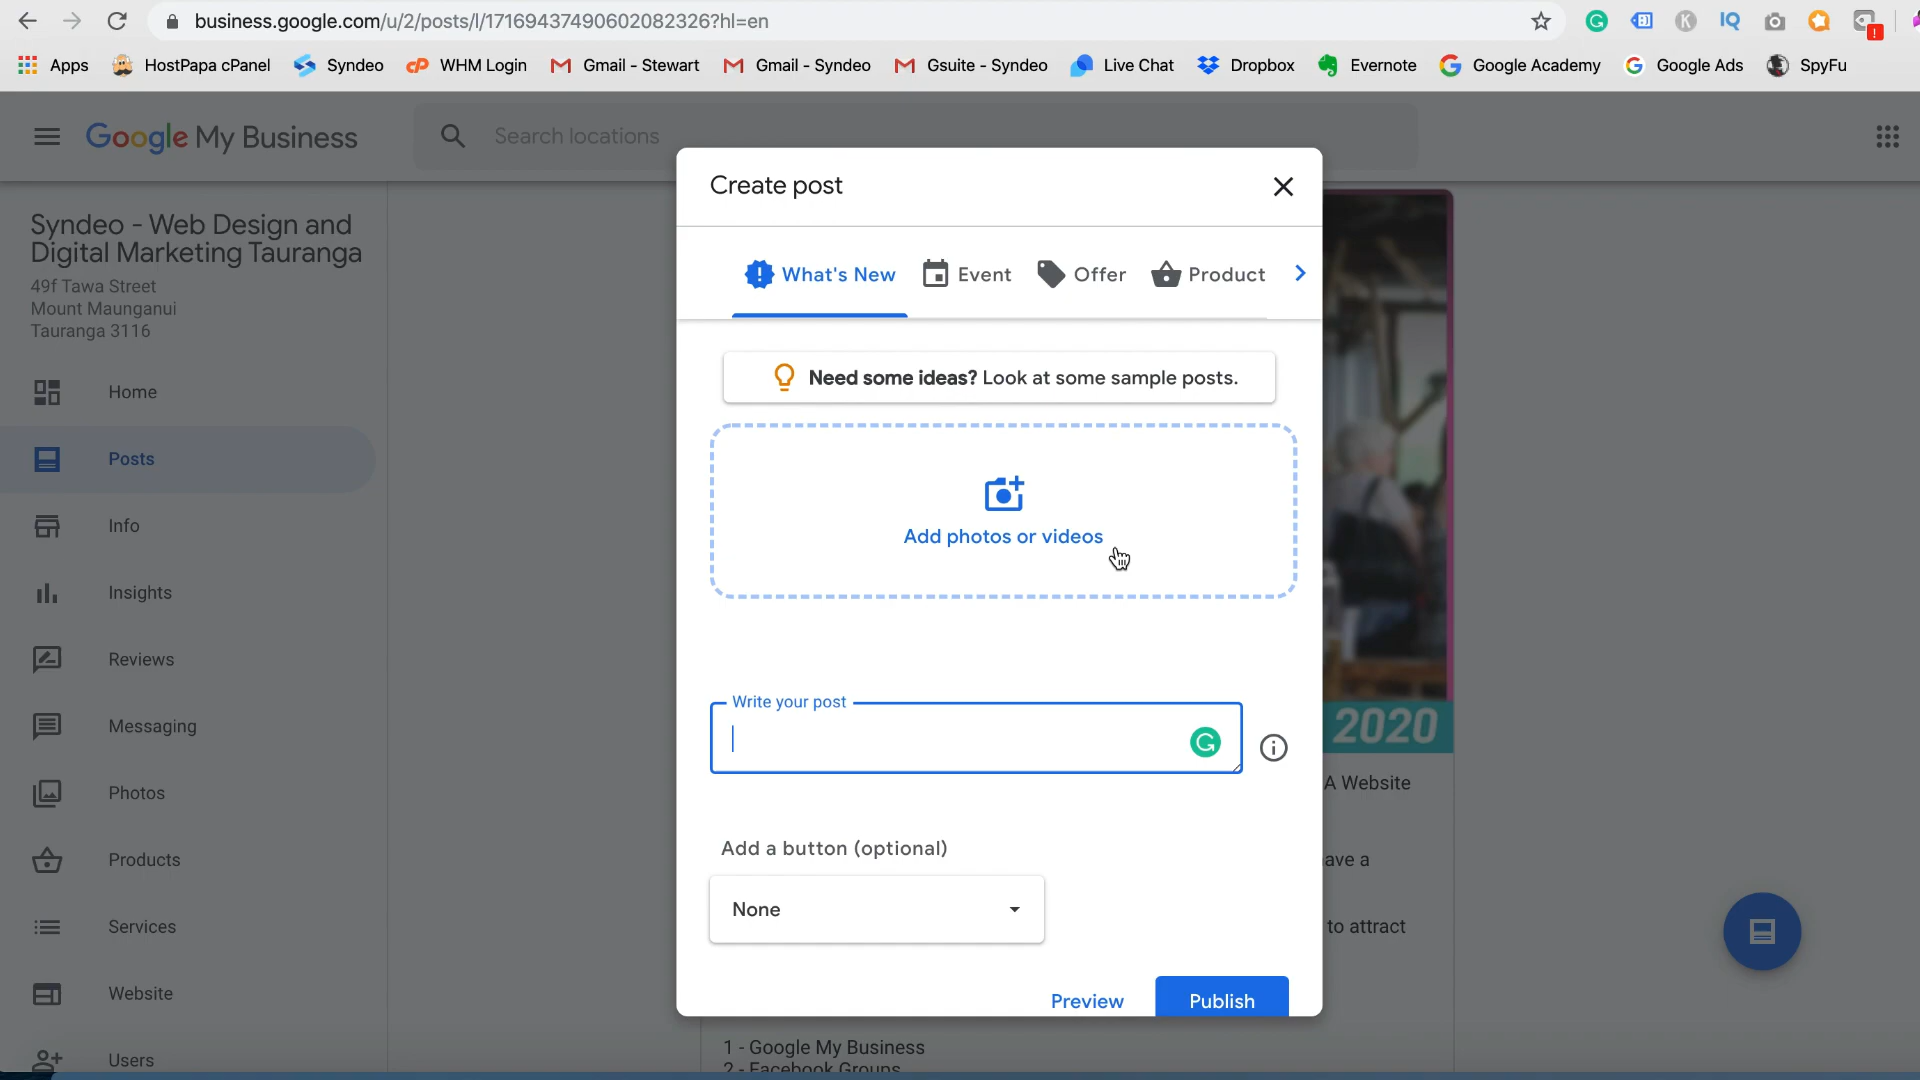 business.google.com/u/2/posts/l/17169437490602082326?hl=en
Apps HostPapa cPanel Syndeo WHM Login Gmail - Stewart Gmail - Syndeo Gsuite - Syndeo Live Chat Dropbox Evernote Google Academy Google Ads SpyFu
Google My Business
Search locations
Create post
Syndeo - Web Design and
Digital Marketing Tauranga
49f Tawa Street
Mount Maunganui
Tauranga 3116
What's New Event Offer Product
Need some ideas? Look at some sample posts.
Home
Posts
Info
Insights
Reviews
Messaging
Photos
Products
Services
Website
Users
Add photos or videos
Write your post
Add a button (optional)
None
Preview Publish
2020
A Website
ave a
to attract
1 - Google My Business
2 - Facebook Groups